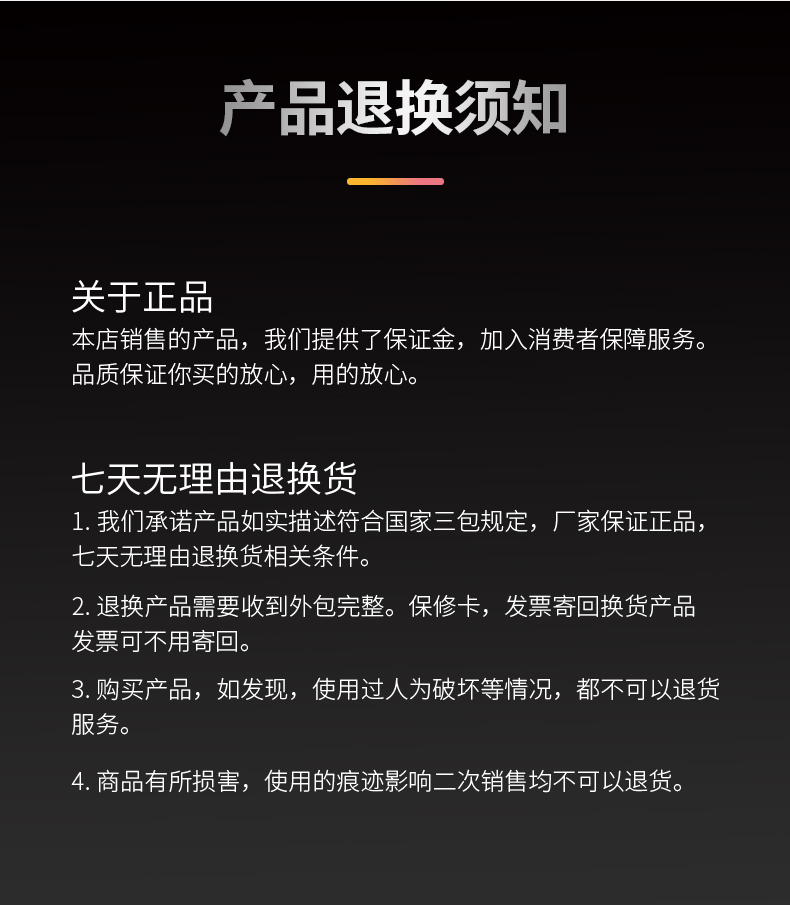 产品退换须知
关于正品
本店销售的产品，我们提供了保证金，加入消费者保障服务。
品质保证你买的放心，用的放心。
七天无理由退换货
1. 我们承诺产品如实描述符合国家三包规定，厂家保证正品，
七天无理由退换货相关条件。
2. 退换产品需要收到外包完整。保修卡，发票寄回换货产品
发票可不用寄回。
3. 购买产品，如发现，使用过人为破坏等情况，都不可以退货
服务。
4. 商品有所损害，使用的痕迹影响二次销售均不可以退货。